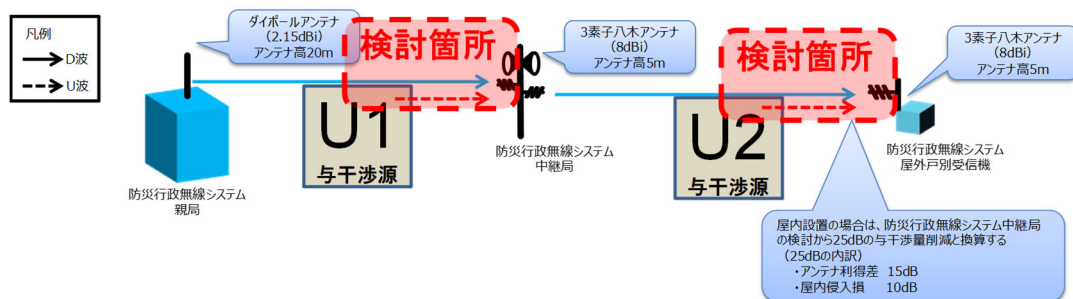 凡例
D波
U波
ダイポールアンテナ
（2.15dBi）
アンテナ高20m
検討箇所
3素子八木アンテナ
（8dBi）
アンテナ高5m
検討箇所
3素子八木アンテナ
（8dBi）
アンテナ高5m
U1
与干渉源
U2
与干渉源
防災行政無線システム
親局
防災行政無線システム
中継局
防災行政無線システム
屋外戸別受信機
屋内設置の場合は、防災行政無線システム中継局
の検討から25dBの与干渉量削減と換算する
（25dBの内訳）
・アンテナ利得差 15dB
・屋内侵入損 10dB